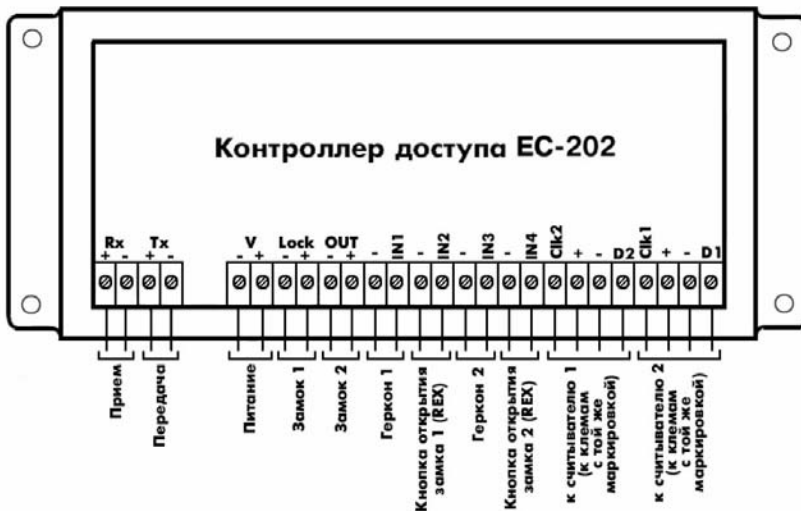 Контроллер доступа EC-202
Rx Tx V Lock OUT - IN1 - IN2 - IN3 - IN4 Clk2 + - D2 Clk1 + - D1
+ - + - - + - + - +
Прием
Передача
Питание
Замок 1
Замок 2
Геркон 1
Кнопка открытия
замка 1 (REX)
Геркон 2
Кнопка открытия
замка 2 (REX)
к считывателю 1
(к клемам
с той же
маркировкой)
к считывателю 2
(к клемам
с той же
маркировкой)